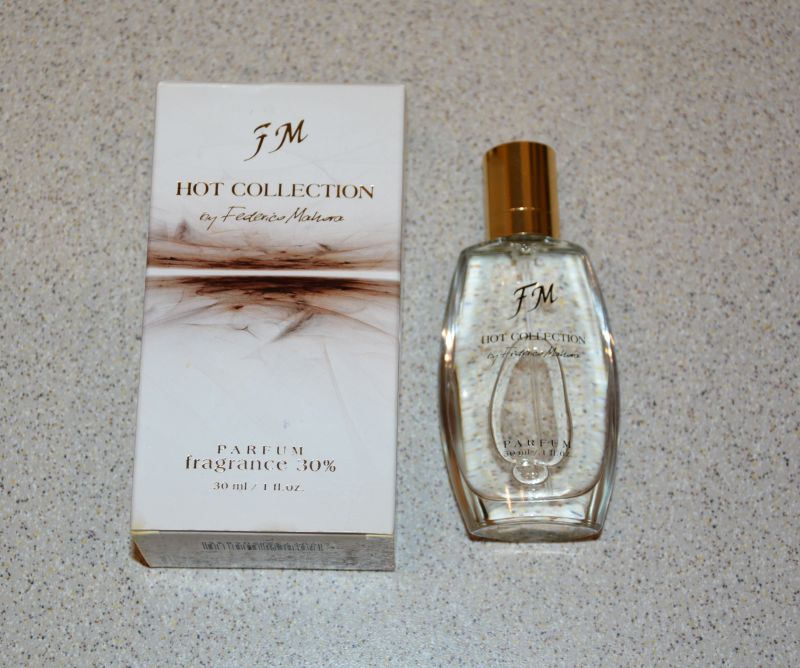 FM
HOT COLLECTION
by Federico Mahora
PARFUM
fragrance 30%
30 ml / 1 fl.oz.
FM
HOT COLLECTION
by Federico Mahora
PARFUM
30 ml / 1 fl.oz.